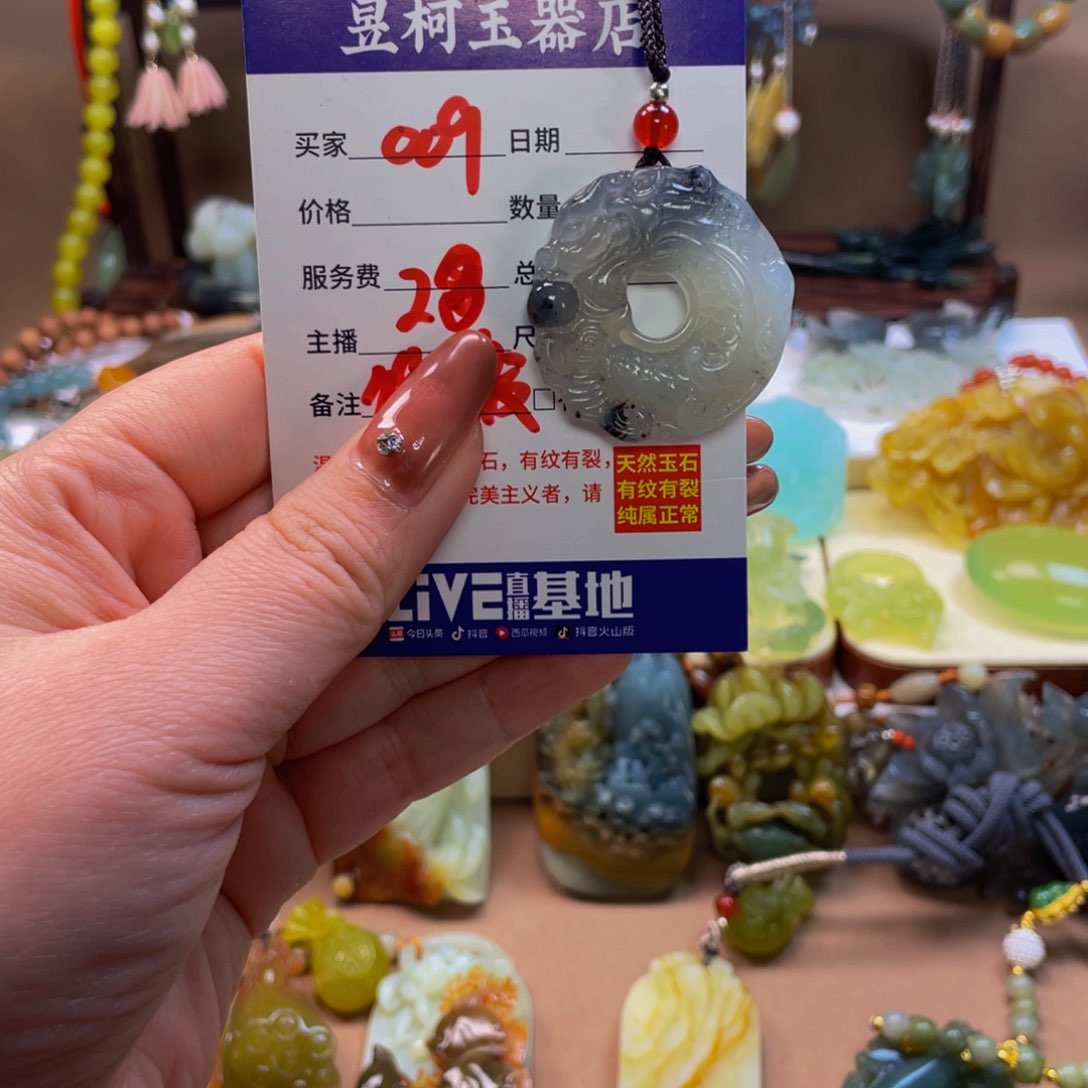 昱柯玉器店
买家 009 日期
价格 数量
服务费 28 总
主播 尺
备注 □
石，有纹有裂，
完美主义者，请
天然玉石
有纹有裂
纯属正常
LIVE直播基地
头条 今日头条 抖音 西瓜视频 抖音火山版